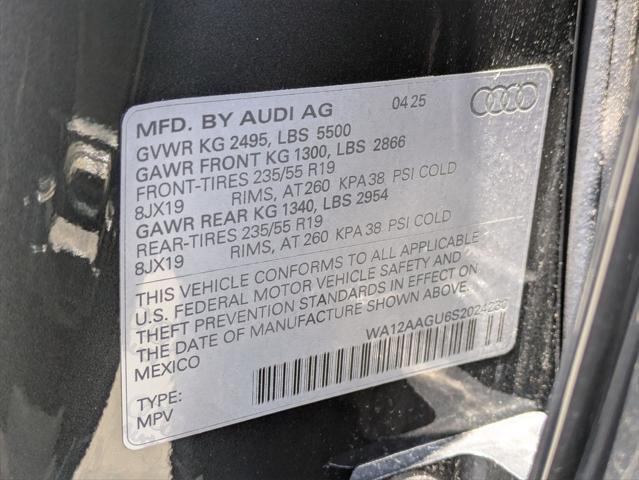 MFD. BY AUDI AG 04 25
GVWR KG 2495, LBS 5500
GAWR FRONT KG 1300, LBS 2866
FRONT-TIRES 235/55 R19
8JX19 RIMS, AT 260 KPA 38 PSI COLD
GAWR REAR KG 1340, LBS 2954
REAR-TIRES 235/55 R19
8JX19 RIMS, AT 260 KPA 38 PSI COLD
THIS VEHICLE CONFORMS TO ALL APPLICABLE
U.S. FEDERAL MOTOR VEHICLE SAFETY AND
THEFT PREVENTION STANDARDS IN EFFECT ON
THE DATE OF MANUFACTURE SHOWN ABOVE.
MEXICO WA12AAGU6S2024230
TYPE:
MPV